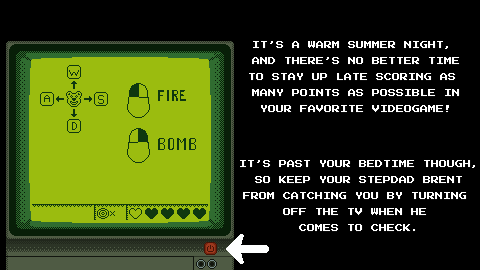 W
A
S
D
FIRE
BOMB
×
IT'S A WARM SUMMER NIGHT,
AND THERE'S NO BETTER TIME
TO STAY UP LATE SCORING AS
MANY POINTS AS POSSIBLE IN
YOUR FAVORITE VIDEOGAME!
IT'S PAST YOUR BEDTIME THOUGH,
SO KEEP YOUR STEPDAD BRENT
FROM CATCHING YOU BY TURNING
OFF THE TV WHEN HE
COMES TO CHECK.